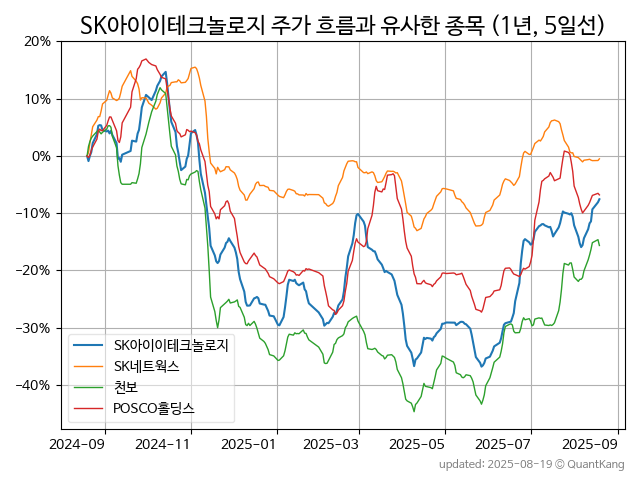 SK아이이테크놀로지 주가 흐름과 유사한 종목 (1년, 5일선)
20%
10%
0%
-10%
-20%
-30%
-40%
SK아이이테크놀로지
SK네트웍스
천보
POSCO홀딩스
2024-09 2024-11 2025-01 2025-03 2025-05 2025-07 2025-09
updated: 2025-08-19 © QuantKang